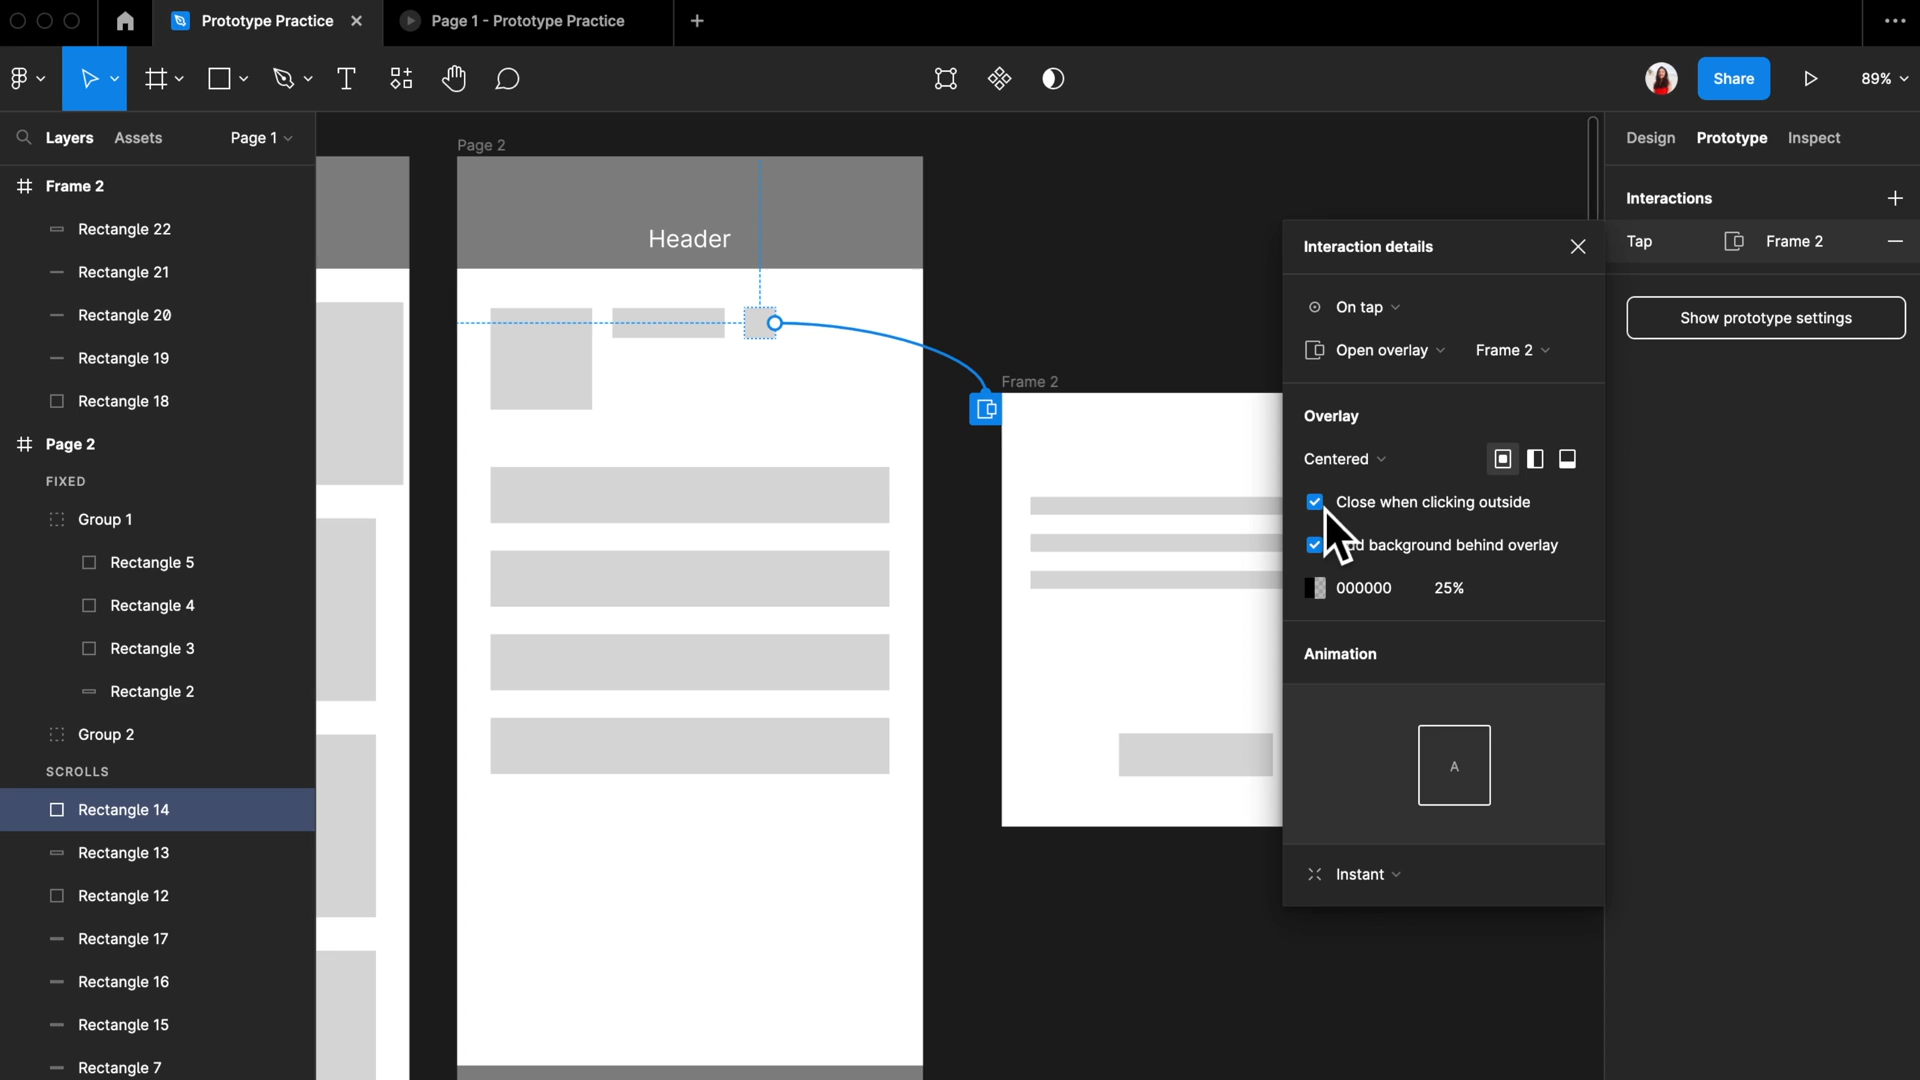 Prototype Practice
Page 1 - Prototype Practice
Share
89%
Layers
Assets
Page 1
Frame 2
Rectangle 22
Rectangle 21
Rectangle 20
Rectangle 19
Rectangle 18
Page 2
FIXED
Group 1
Rectangle 5
Rectangle 4
Rectangle 3
Rectangle 2
Group 2
SCROLLS
Rectangle 14
Rectangle 13
Rectangle 12
Rectangle 17
Rectangle 16
Rectangle 15
Rectangle 7
Page 2
Header
Frame 2
Interaction details
On tap
Open overlay
Frame 2
Overlay
Centered
Close when clicking outside
background behind overlay
000000
25%
Animation
A
Instant
Design
Prototype
Inspect
Interactions
Tap
Frame 2
Show prototype settings